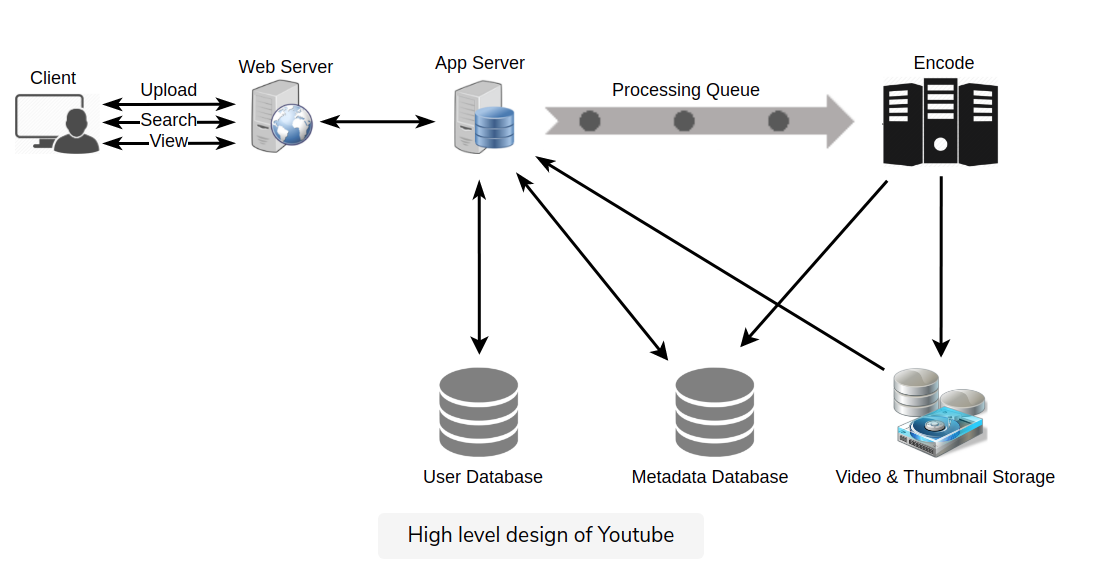 Client
Upload
Search
View
Web Server
App Server
Processing Queue
Encode
User Database
Metadata Database
Video & Thumbnail Storage
High level design of Youtube